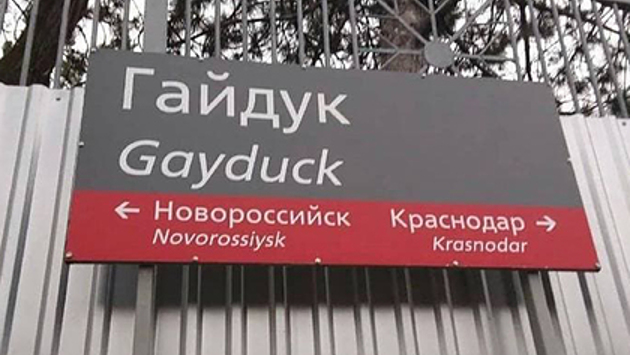 Гайдук
Gayduck
← Новороссийск Краснодар →
Novorossiysk Krasnodar